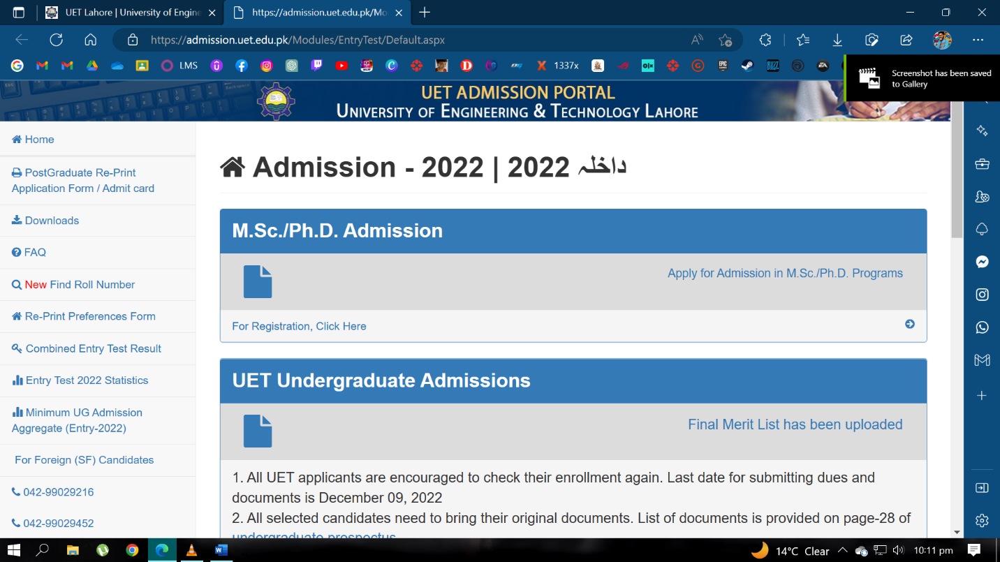 UET Lahore | University of Engine
https://admission.uet.edu.pk/Mo
https://admission.uet.edu.pk/Modules/EntryTest/Default.aspx
LMS
1337x
Screenshot has been saved
to Gallery
UET ADMISSION PORTAL
UNIVERSITY OF ENGINEERING & TECHNOLOGY LAHORE
Home
PostGraduate Re-Print
Application Form / Admit card
Downloads
FAQ
New Find Roll Number
Re-Print Preferences Form
Combined Entry Test Result
Entry Test 2022 Statistics
Minimum UG Admission
Aggregate (Entry-2022)
For Foreign (SF) Candidates
042-99029216
042-99029452
Admission - 2022 | 2022 داخلہ
M.Sc./Ph.D. Admission
Apply for Admission in M.Sc./Ph.D. Programs
For Registration, Click Here
UET Undergraduate Admissions
Final Merit List has been uploaded
1. All UET applicants are encouraged to check their enrollment again. Last date for submitting dues and
documents is December 09, 2022
2. All selected candidates need to bring their original documents. List of documents is provided on page-28 of
undergraduate prospectus
14°C Clear
10:11 pm